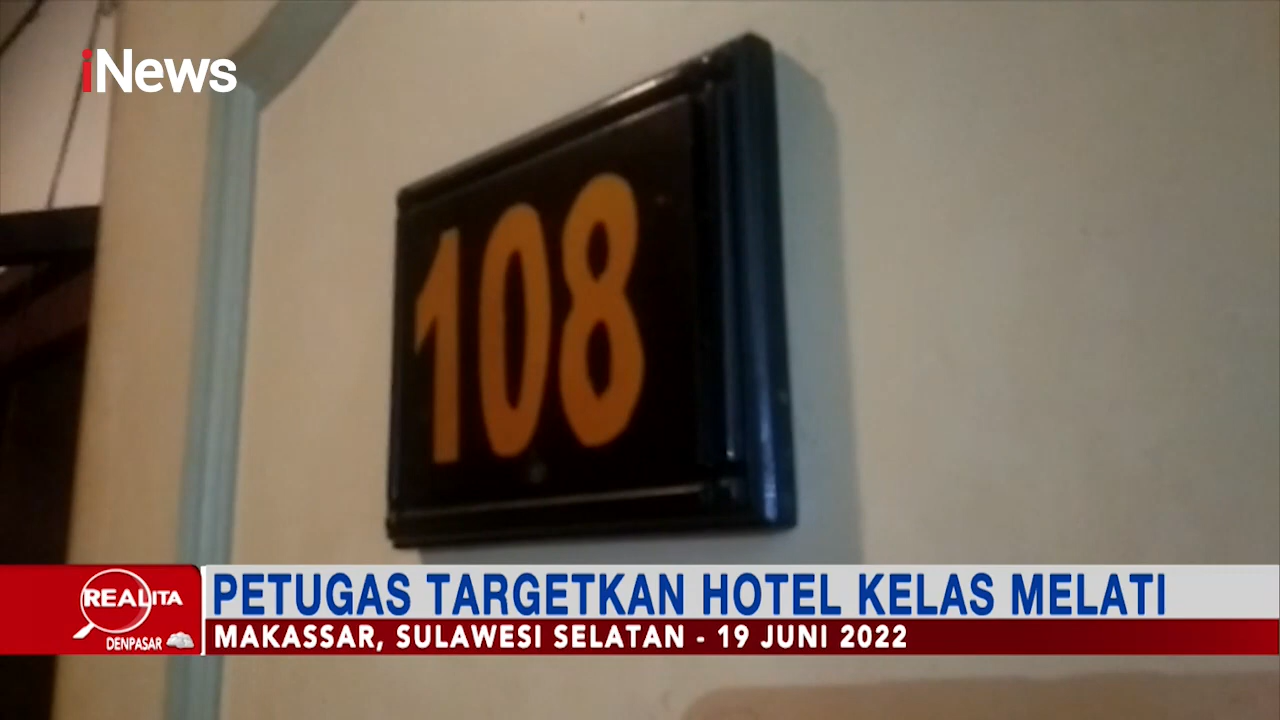 iNews
108
REALITA
DENPASAR
PETUGAS TARGETKAN HOTEL KELAS MELATI
MAKASSAR, SULAWESI SELATAN - 19 JUNI 2022